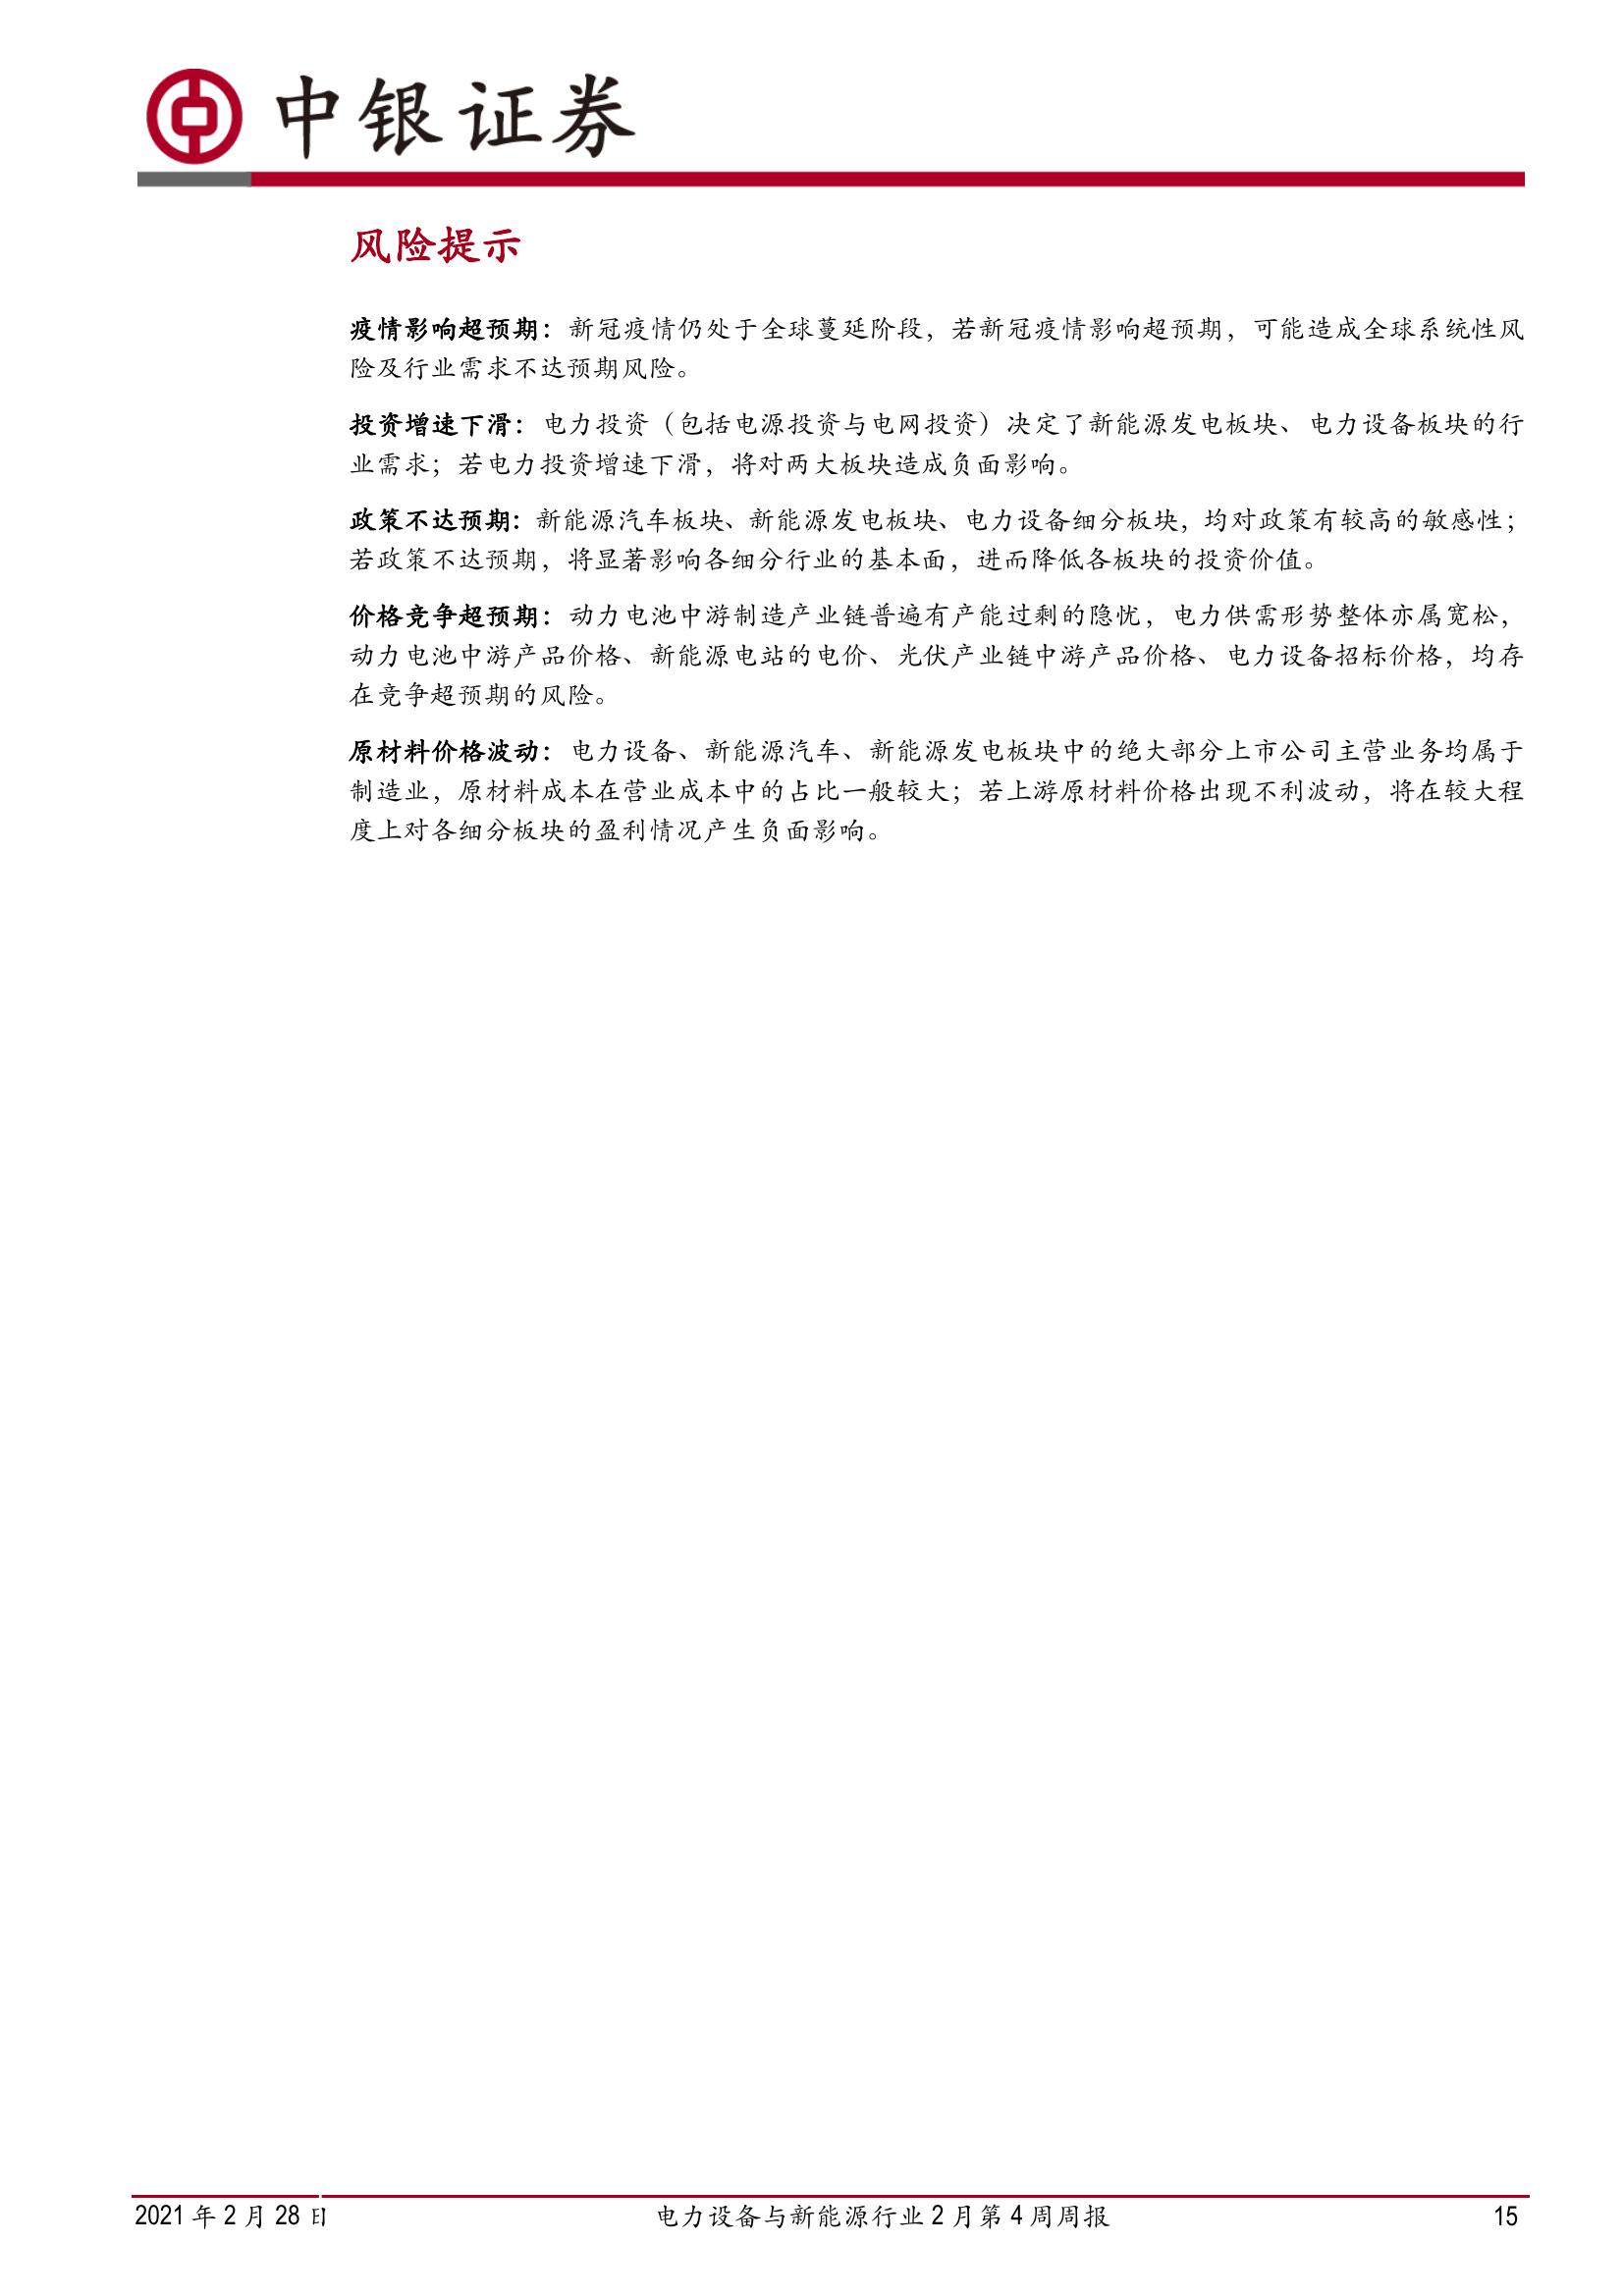 中银证券
风险提示
疫情影响超预期：新冠疫情仍处于全球蔓延阶段，若新冠疫情影响超预期，可能造成全球系统性风
险及行业需求不达预期风险。
投资增速下滑：电力投资（包括电源投资与电网投资）决定了新能源发电板块、电力设备板块的行
业需求；若电力投资增速下滑，将对两大板块造成负面影响。
政策不达预期：新能源汽车板块、新能源发电板块、电力设备细分板块，均对政策有较高的敏感性；
若政策不达预期，将显著影响各细分行业的基本面，进而降低各板块的投资价值。
价格竞争超预期：动力电池中游制造产业链普遍有产能过剩的隐忧，电力供需形势整体亦属宽松，
动力电池中游产品价格、新能源电站的电价、光伏产业链中游产品价格、电力设备招标价格，均存
在竞争超预期的风险。
原材料价格波动：电力设备、新能源汽车、新能源发电板块中的绝大部分上市公司主营业务均属于
制造业，原材料成本在营业成本中的占比一般较大；若上游原材料价格出现不利波动，将在较大程
度上对各细分板块的盈利情况产生负面影响。
2021 年 2 月 28 日 电力设备与新能源行业 2 月第 4 周周报 15